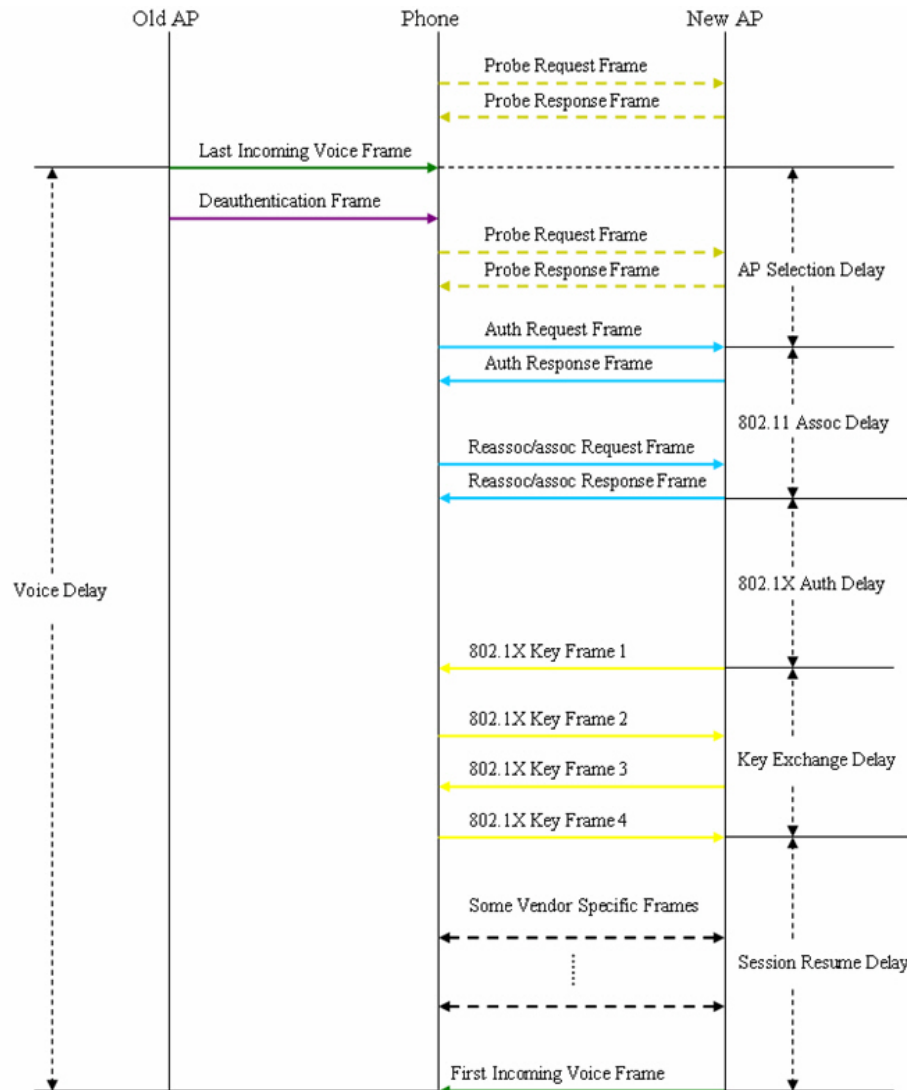 Old AP
Phone
New AP
Probe Request Frame
Probe Response Frame
Last Incoming Voice Frame
Deauthentication Frame
Probe Request Frame
Probe Response Frame
AP Selection Delay
Auth Request Frame
Auth Response Frame
802.11 Assoc Delay
Reassoc/assoc Request Frame
Reassoc/assoc Response Frame
Voice Delay
802.1X Auth Delay
802.1X Key Frame 1
802.1X Key Frame 2
Key Exchange Delay
802.1X Key Frame 3
802.1X Key Frame 4
Some Vendor Specific Frames
Session Resume Delay
First Incoming Voice Frame